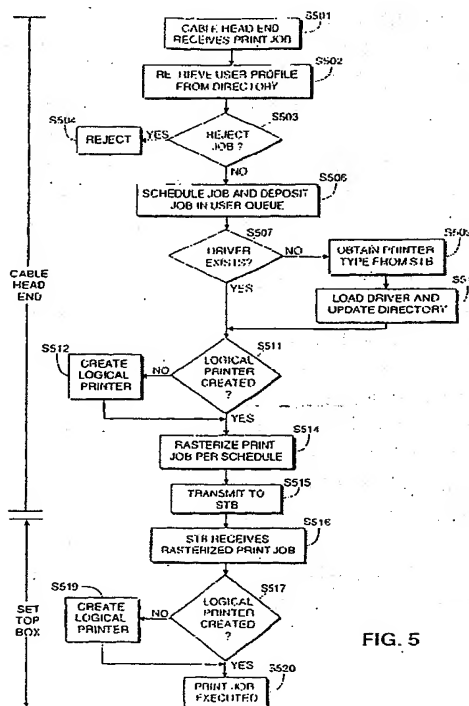 S501
CABLE HEAD END
RECEIVES PRINT JOB
S502
RETRIEVE USER PROFILE
FROM DIRECTORY
S503
S504
REJECT
YES
REJECT
JOB ?
NO
S506
SCHEDULE JOB AND DEPOSIT
JOB IN USER QUEUE
S507
DRIVER
EXISTS?
NO
OBTAIN PRINTER
TYPE FROM STB
YES
LOAD DRIVER AND
UPDATE DIRECTORY
CABLE
HEAD
END
S512
CREATE
LOGICAL
PRINTER
NO
S511
LOGICAL
PRINTER
CREATED
?
YES
S514
RASTERIZE PRINT
JOB PER SCHEDULE
S515
TRANSMIT TO
STB
S516
STB RECEIVES
RASTERIZED PRINT JOB
S519
CREATE
LOGICAL
PRINTER
NO
S517
LOGICAL
PRINTER
CREATED
?
SET
TOP
BOX
YES
S520
PRINT JOB
EXECUTED
FIG. 5